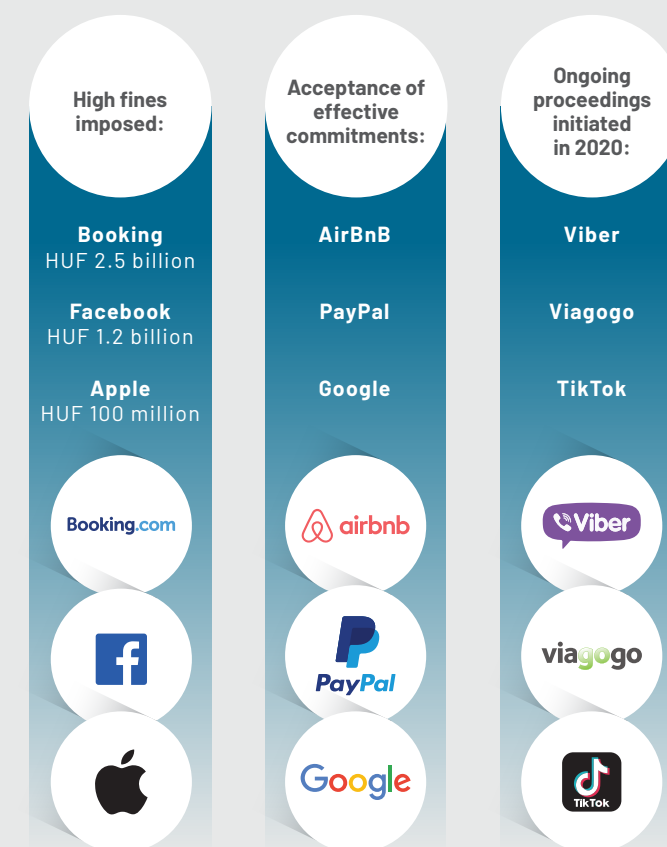 High fines
imposed:
Booking
HUF 2.5 billion
Facebook
HUF 1.2 billion
Apple
HUF 100 million
Booking.com
f
Acceptance of
effective
commitments:
AirBnB
PayPal
Google
airbnb
PayPal
Google
Ongoing
proceedings
initiated
in 2020:
Viber
Viagogo
TikTok
Viber
viagogo
TikTok